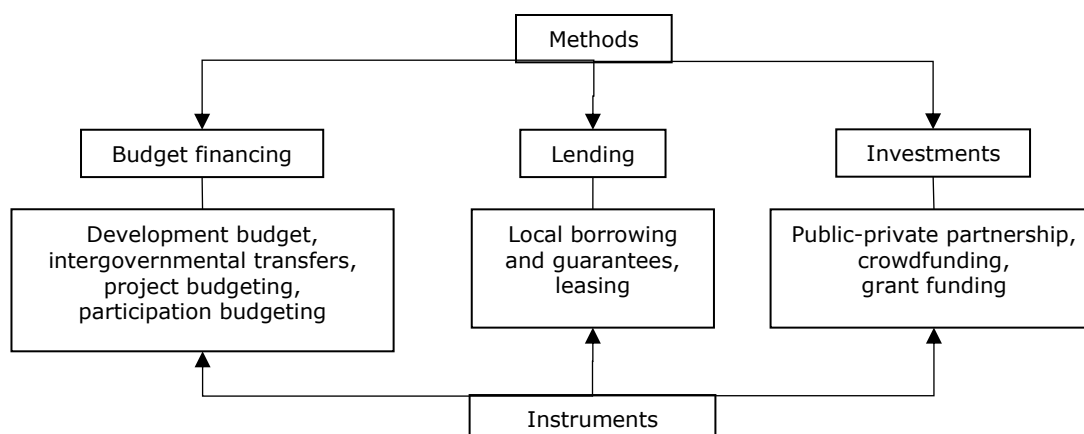 Methods
Budget financing
Lending
Investments
Development budget,
intergovernmental transfers,
project budgeting,
participation budgeting
Local borrowing
and guarantees,
leasing
Public-private partnership,
crowdfunding,
grant funding
Instruments